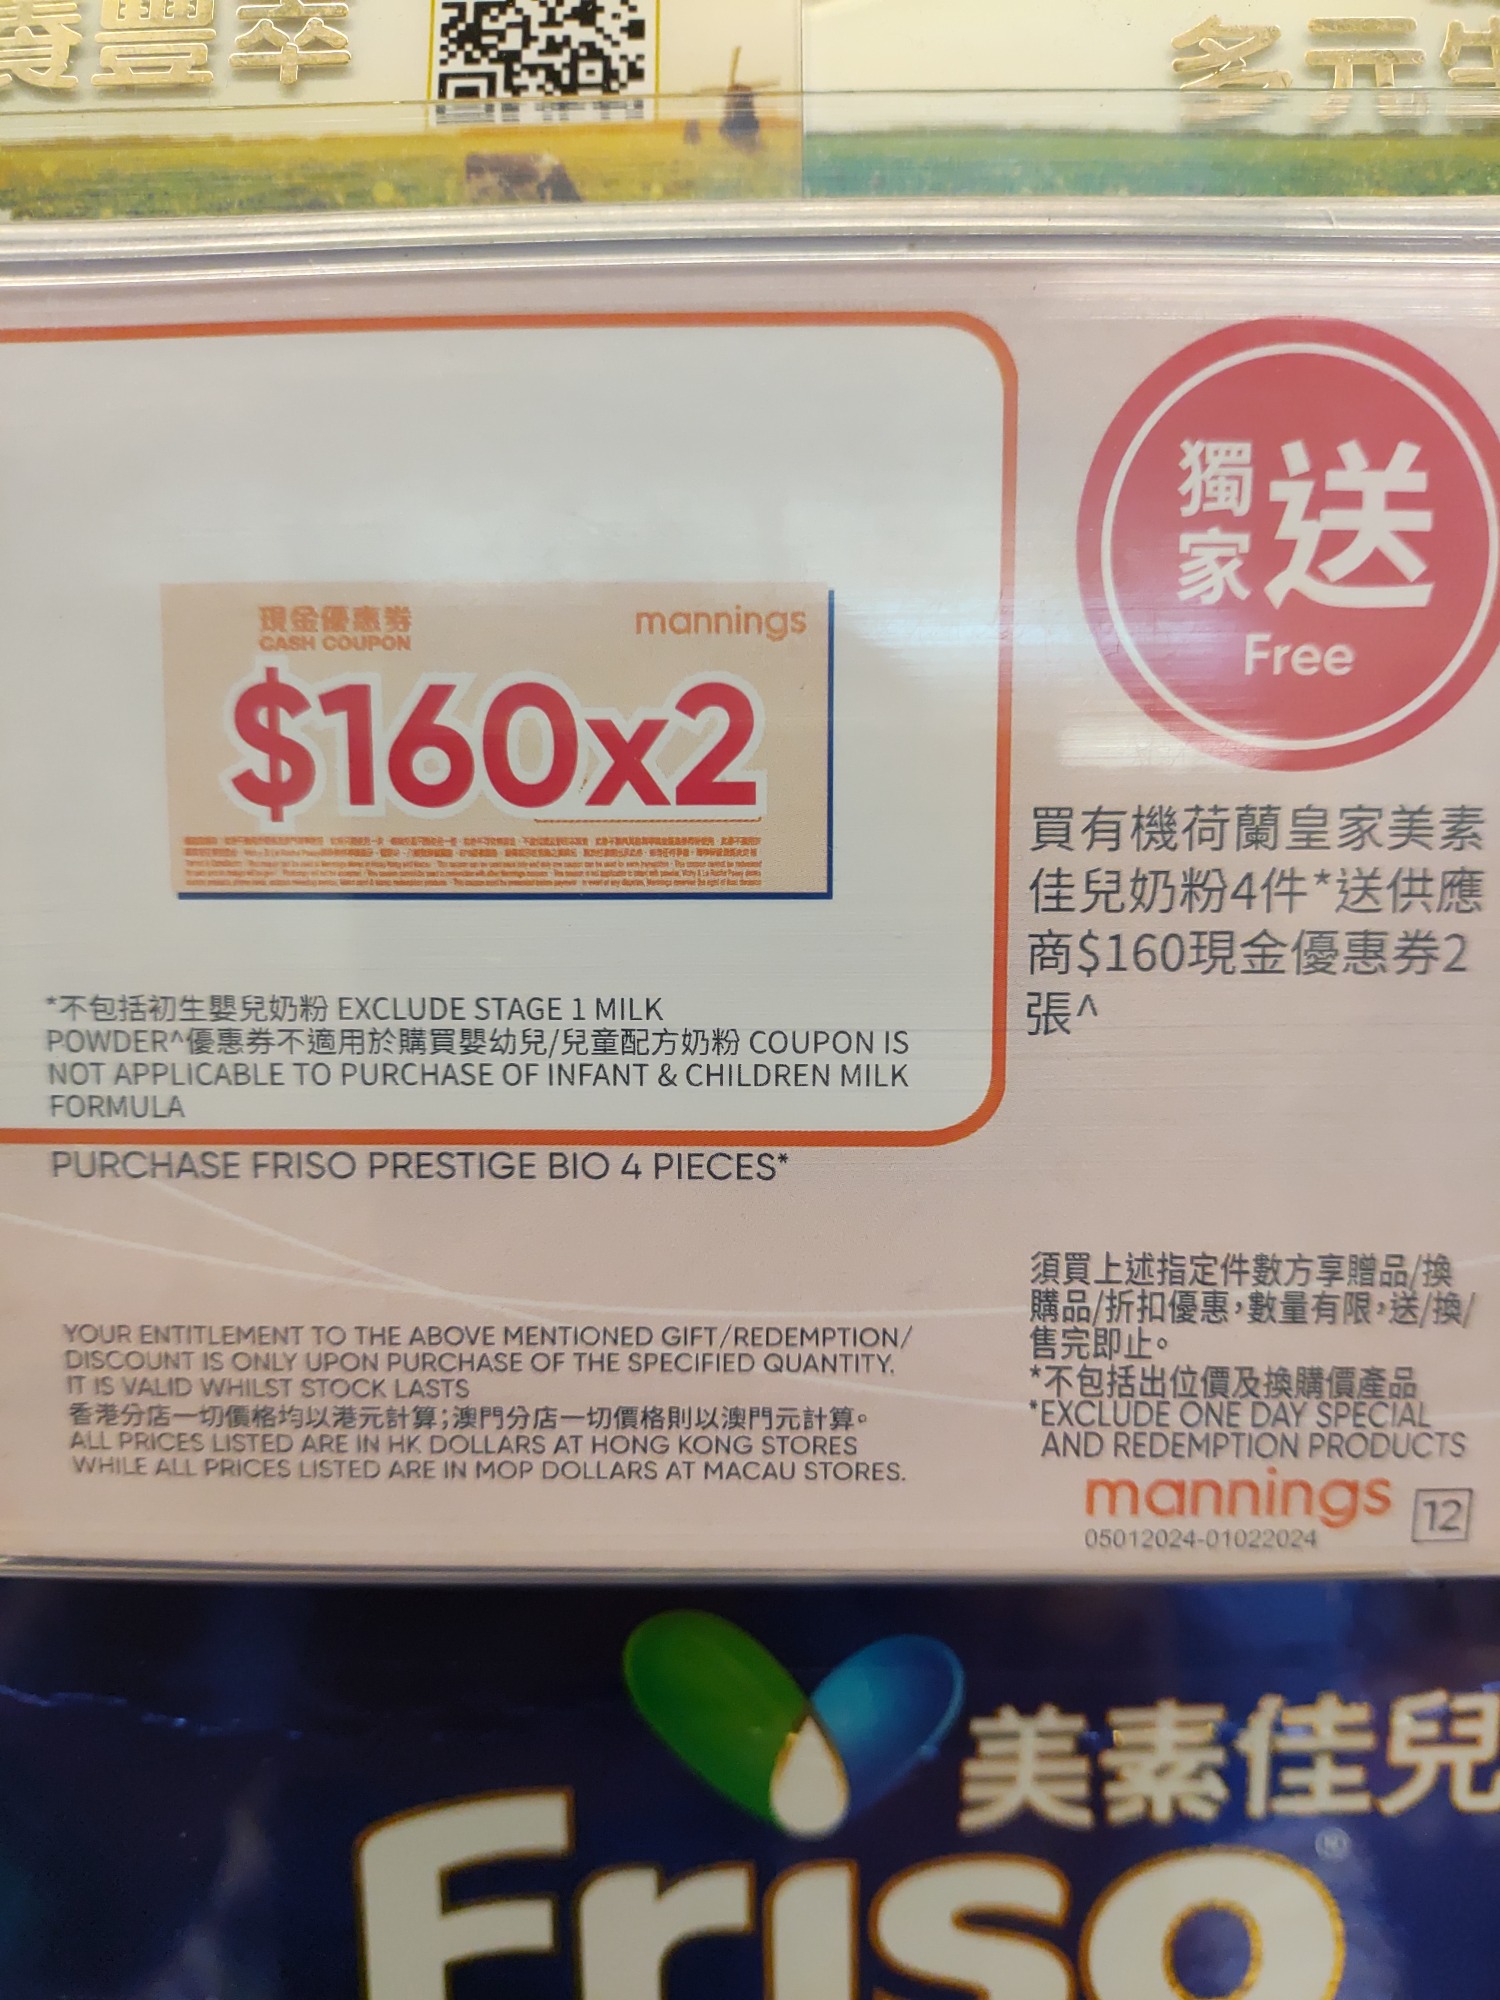 豐卒
多元
獨家送
Free
現金優惠券
CASH COUPON
mannings
$160x2
買有機荷蘭皇家美素
佳兒奶粉4件*送供應
商$160現金優惠券2
張^
*不包括初生嬰兒奶粉 EXCLUDE STAGE 1 MILK
POWDER^優惠券不適用於購買嬰幼兒/兒童配方奶粉 COUPON IS
NOT APPLICABLE TO PURCHASE OF INFANT & CHILDREN MILK
FORMULA
PURCHASE FRISO PRESTIGE BIO 4 PIECES*
YOUR ENTITLEMENT TO THE ABOVE MENTIONED GIFT/REDEMPTION/
DISCOUNT IS ONLY UPON PURCHASE OF THE SPECIFIED QUANTITY.
IT IS VALID WHILST STOCK LASTS
香港分店一切價格均以港元計算;澳門分店一切價格則以澳門元計算。
ALL PRICES LISTED ARE IN HK DOLLARS AT HONG KONG STORES
WHILE ALL PRICES LISTED ARE IN MOP DOLLARS AT MACAU STORES.
須買上述指定件數方享贈品/換
購品/折扣優惠,數量有限,送/換/
售完即止。
*不包括出位價及換購價產品
*EXCLUDE ONE DAY SPECIAL
AND REDEMPTION PRODUCTS
mannings
12
05012024-01022024
美素佳兒
Friso